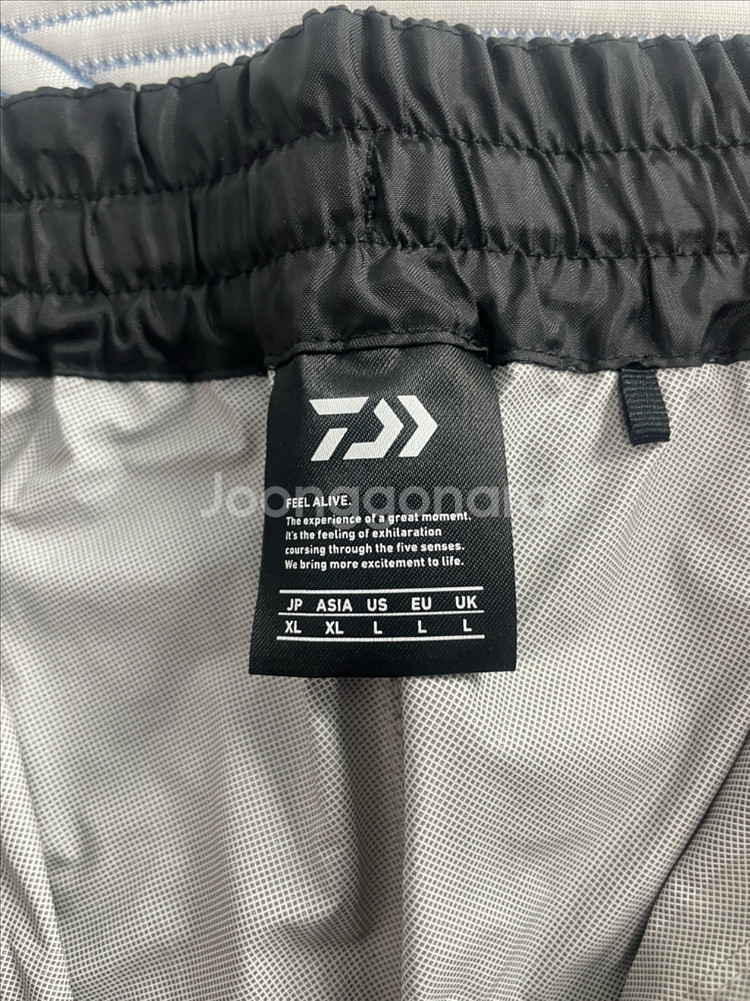 Joonggonara
FEEL ALIVE.
The experience of a great moment.
It's the feeling of exhilaration
coursing through the five senses.
We bring more excitement to life.
JP ASIA US EU UK
XL XL L L L